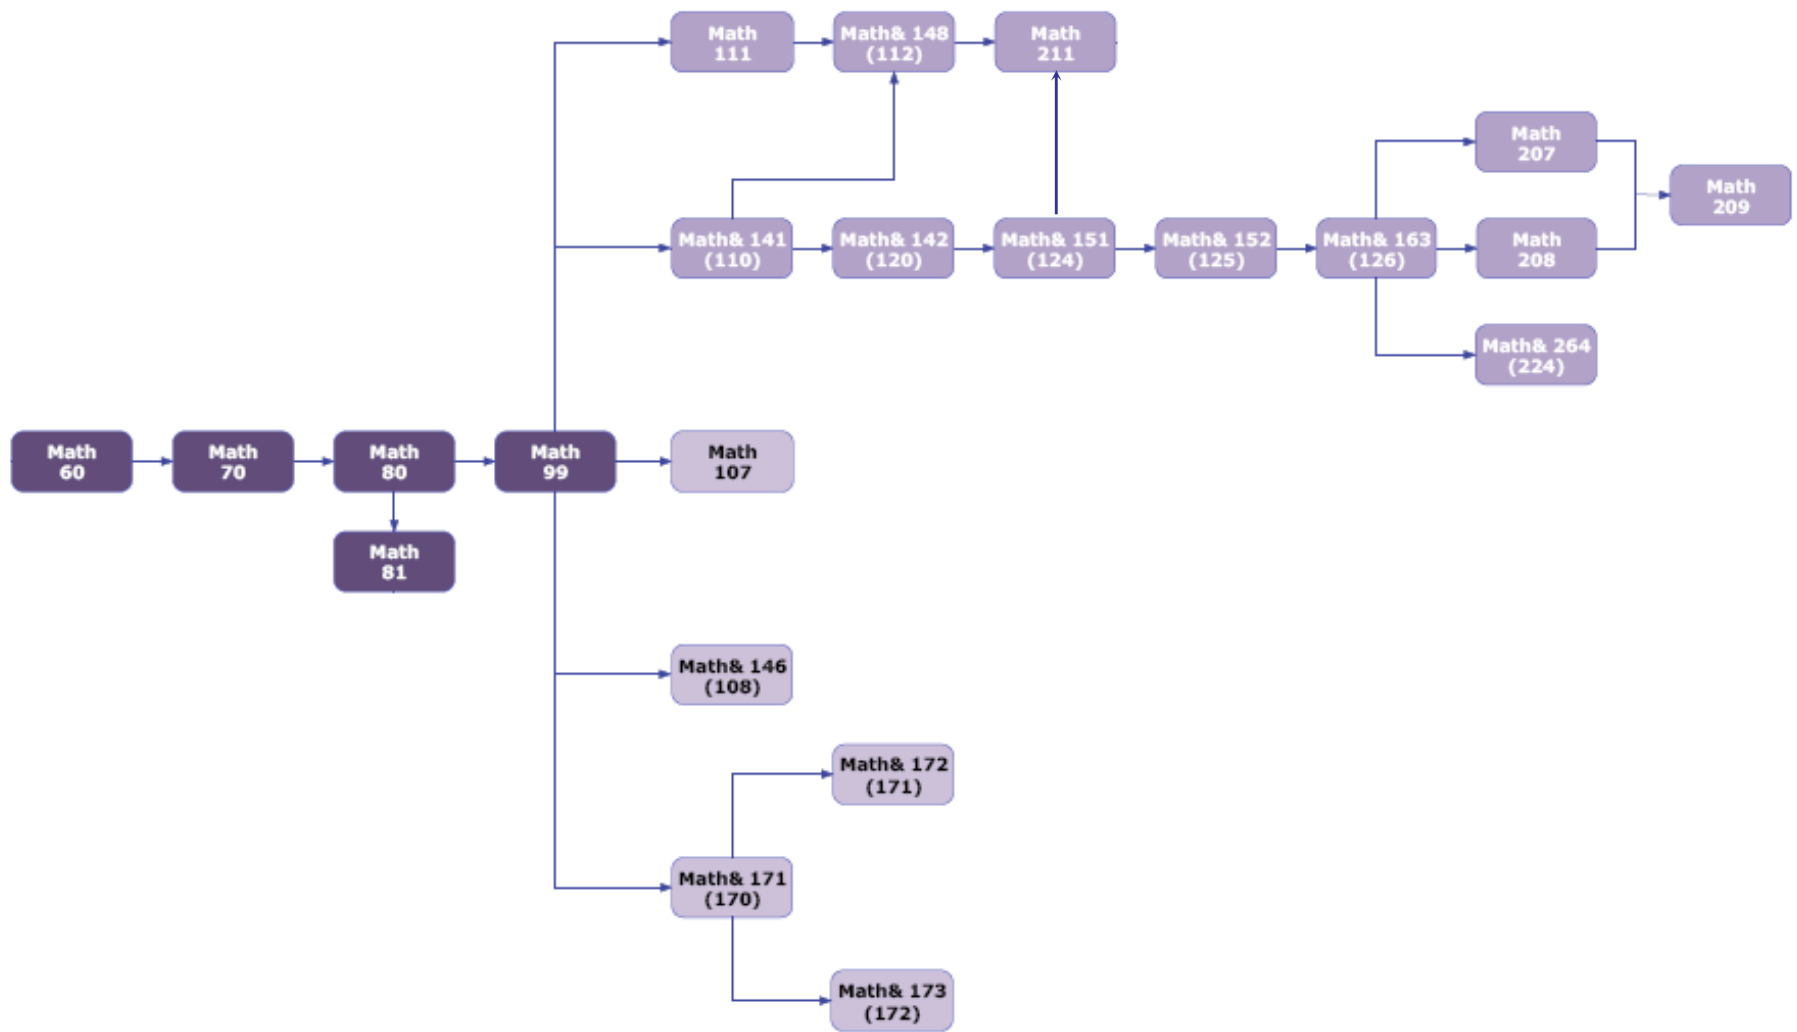 Math
111
Math& 148
(112)
Math
211
Math
207
Math
209
Math& 141
(110)
Math& 142
(120)
Math& 151
(124)
Math& 152
(125)
Math& 163
(126)
Math
208
Math& 264
(224)
Math
60
Math
70
Math
80
Math
99
Math
107
Math
81
Math& 146
(108)
Math& 172
(171)
Math& 171
(170)
Math& 173
(172)